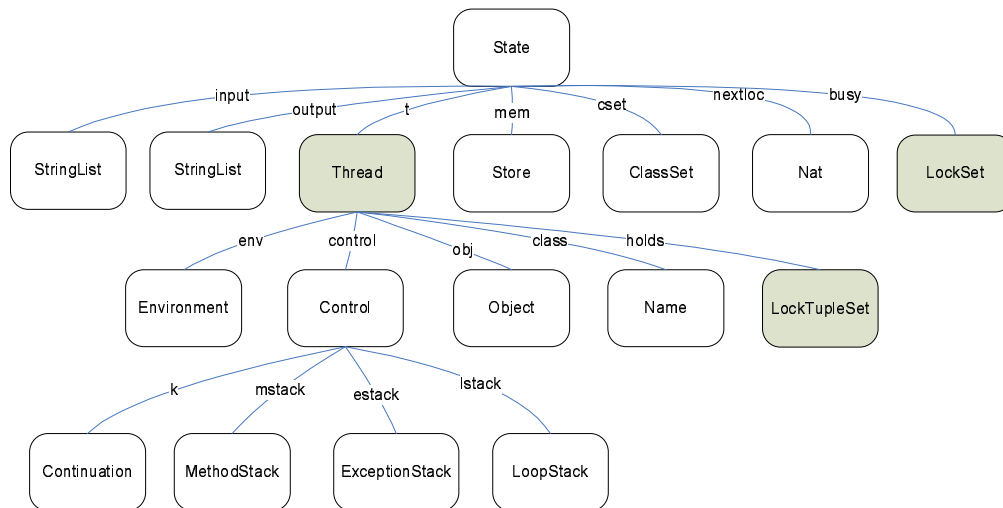 State
input
output
t
mem
cset
nextloc
busy
StringList
StringList
Thread
Store
ClassSet
Nat
LockSet
env
control
obj
class
holds
Environment
Control
Object
Name
LockTupleSet
k
mstack
estack
lstack
Continuation
MethodStack
ExceptionStack
LoopStack